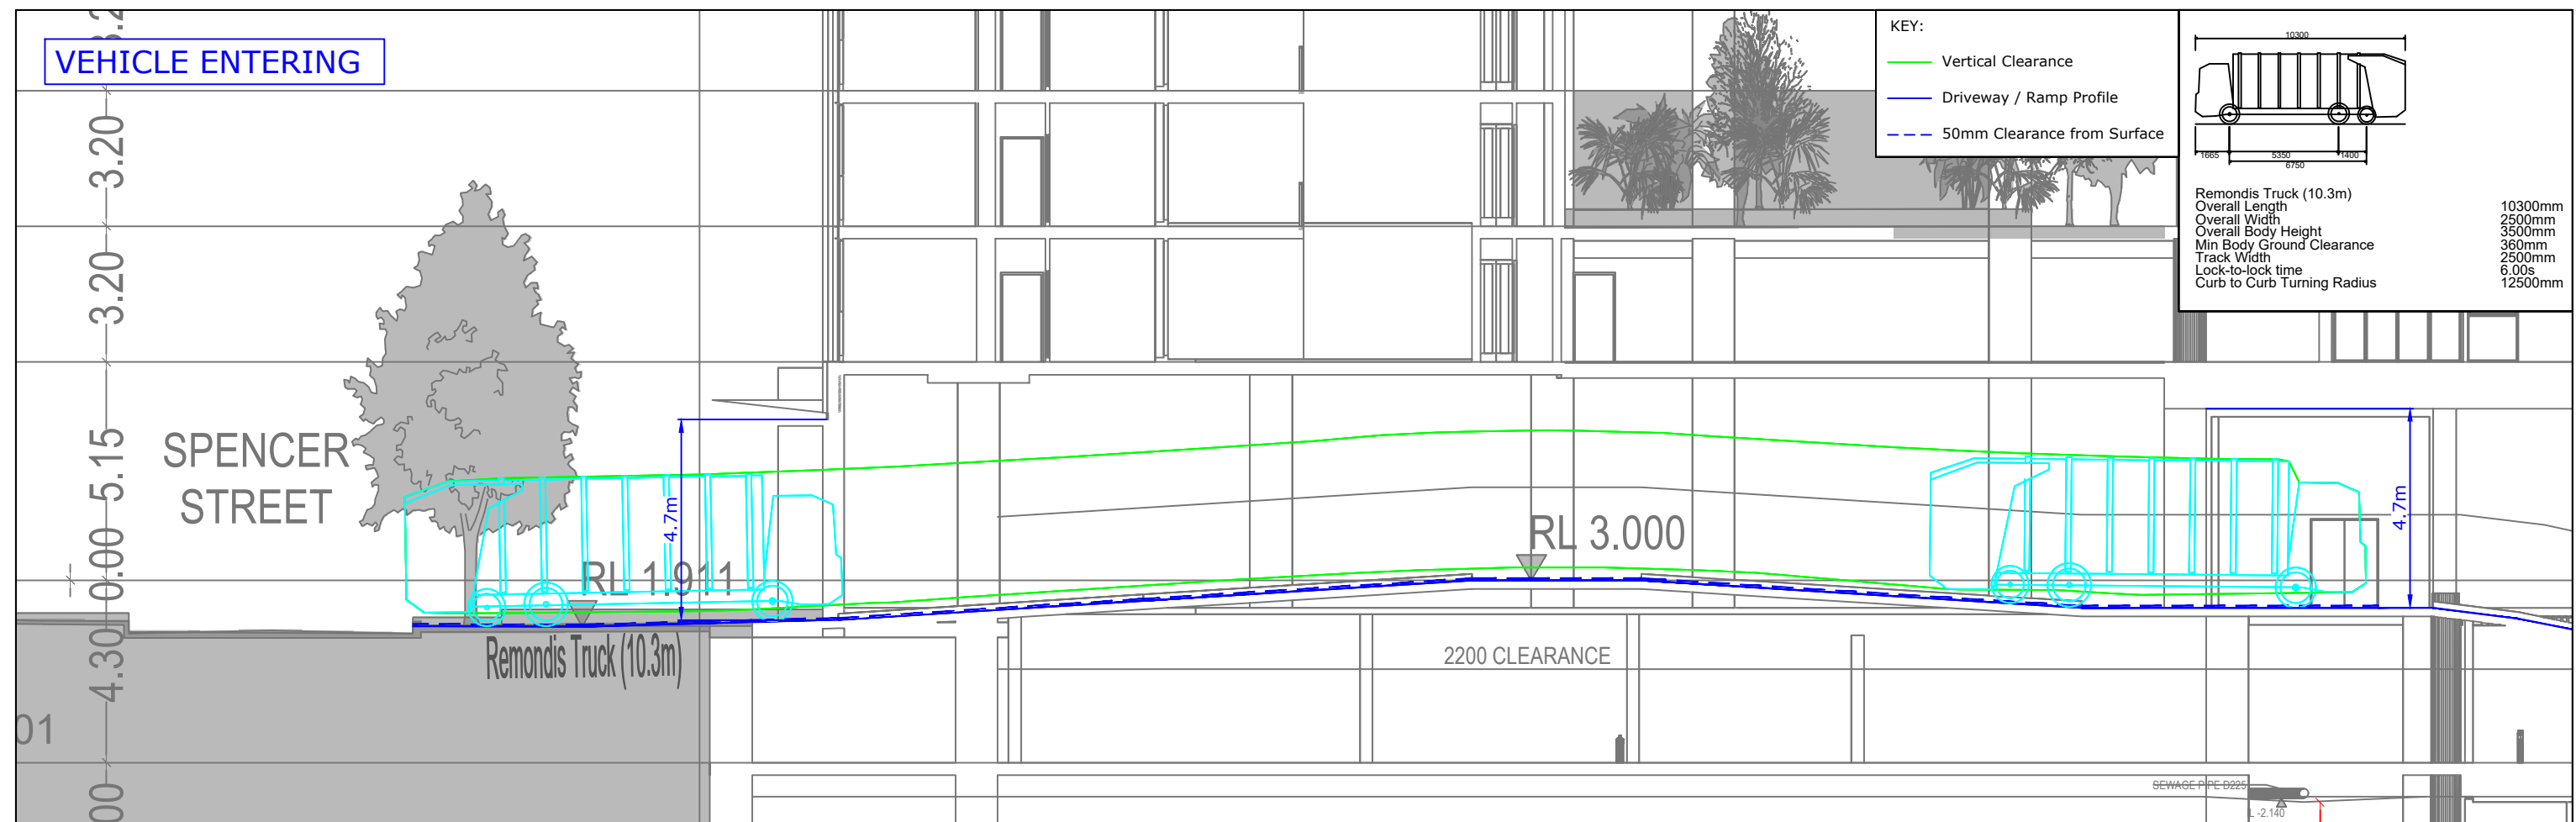 VEHICLE ENTERING
KEY:
Vertical Clearance
Driveway / Ramp Profile
50mm Clearance from Surface
10300
1665
5350
1400
6750
Remondis Truck (10.3m)
Overall Length 10300mm
Overall Width 2500mm
Overall Body Height 3500mm
Min Body Ground Clearance 360mm
Track Width 2500mm
Lock-to-lock time 6.00s
Curb to Curb Turning Radius 12500mm
3.20
3.20
5.15
0.00
4.30
SPENCER
STREET
4.7m
RL 1.911
RL 3.000
4.7m
Remondis Truck (10.3m)
2200 CLEARANCE
01
SEWAGE PIPE D225
-2.140